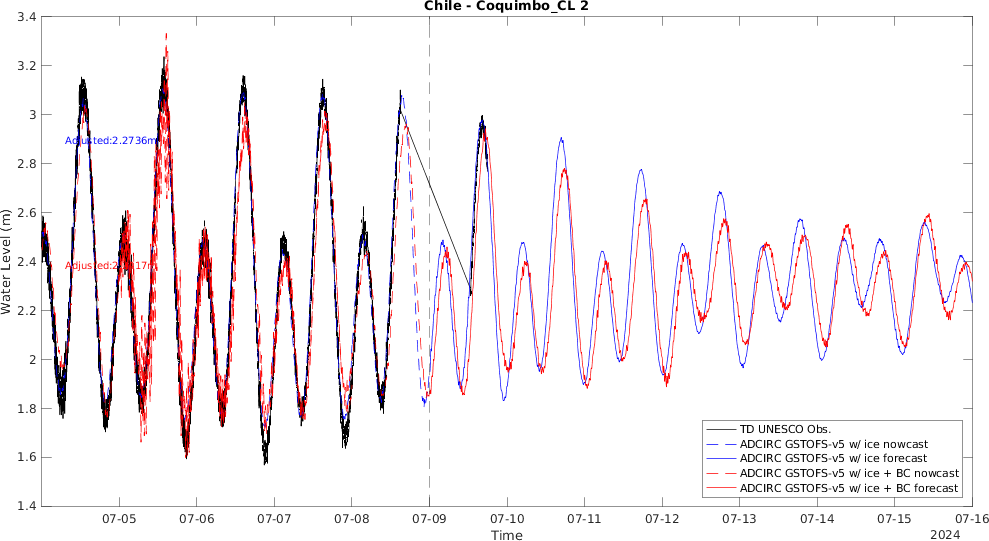 Chile - Coquimbo_CL 2
Water Level (m)
3.4
3.2
3
2.8
2.6
2.4
2.2
2
1.8
1.6
1.4
Adjusted:2.2736m
07-05
07-06
07-07
07-08
07-09
07-10
07-11
07-12
07-13
07-14
07-15
07-16
Time
2024
TD UNESCO Obs.
ADCIRC GSTOFS-v5 w/ ice nowcast
ADCIRC GSTOFS-v5 w/ ice forecast
ADCIRC GSTOFS-v5 w/ ice + BC nowcast
ADCIRC GSTOFS-v5 w/ ice + BC forecast